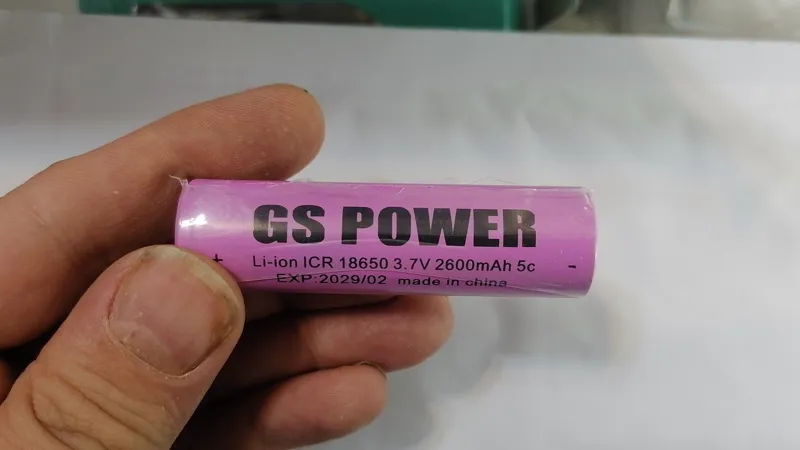 GS POWER
+ Li-ion ICR 18650 3.7V 2600mAh 5c -
EXP:2029/02 made in china